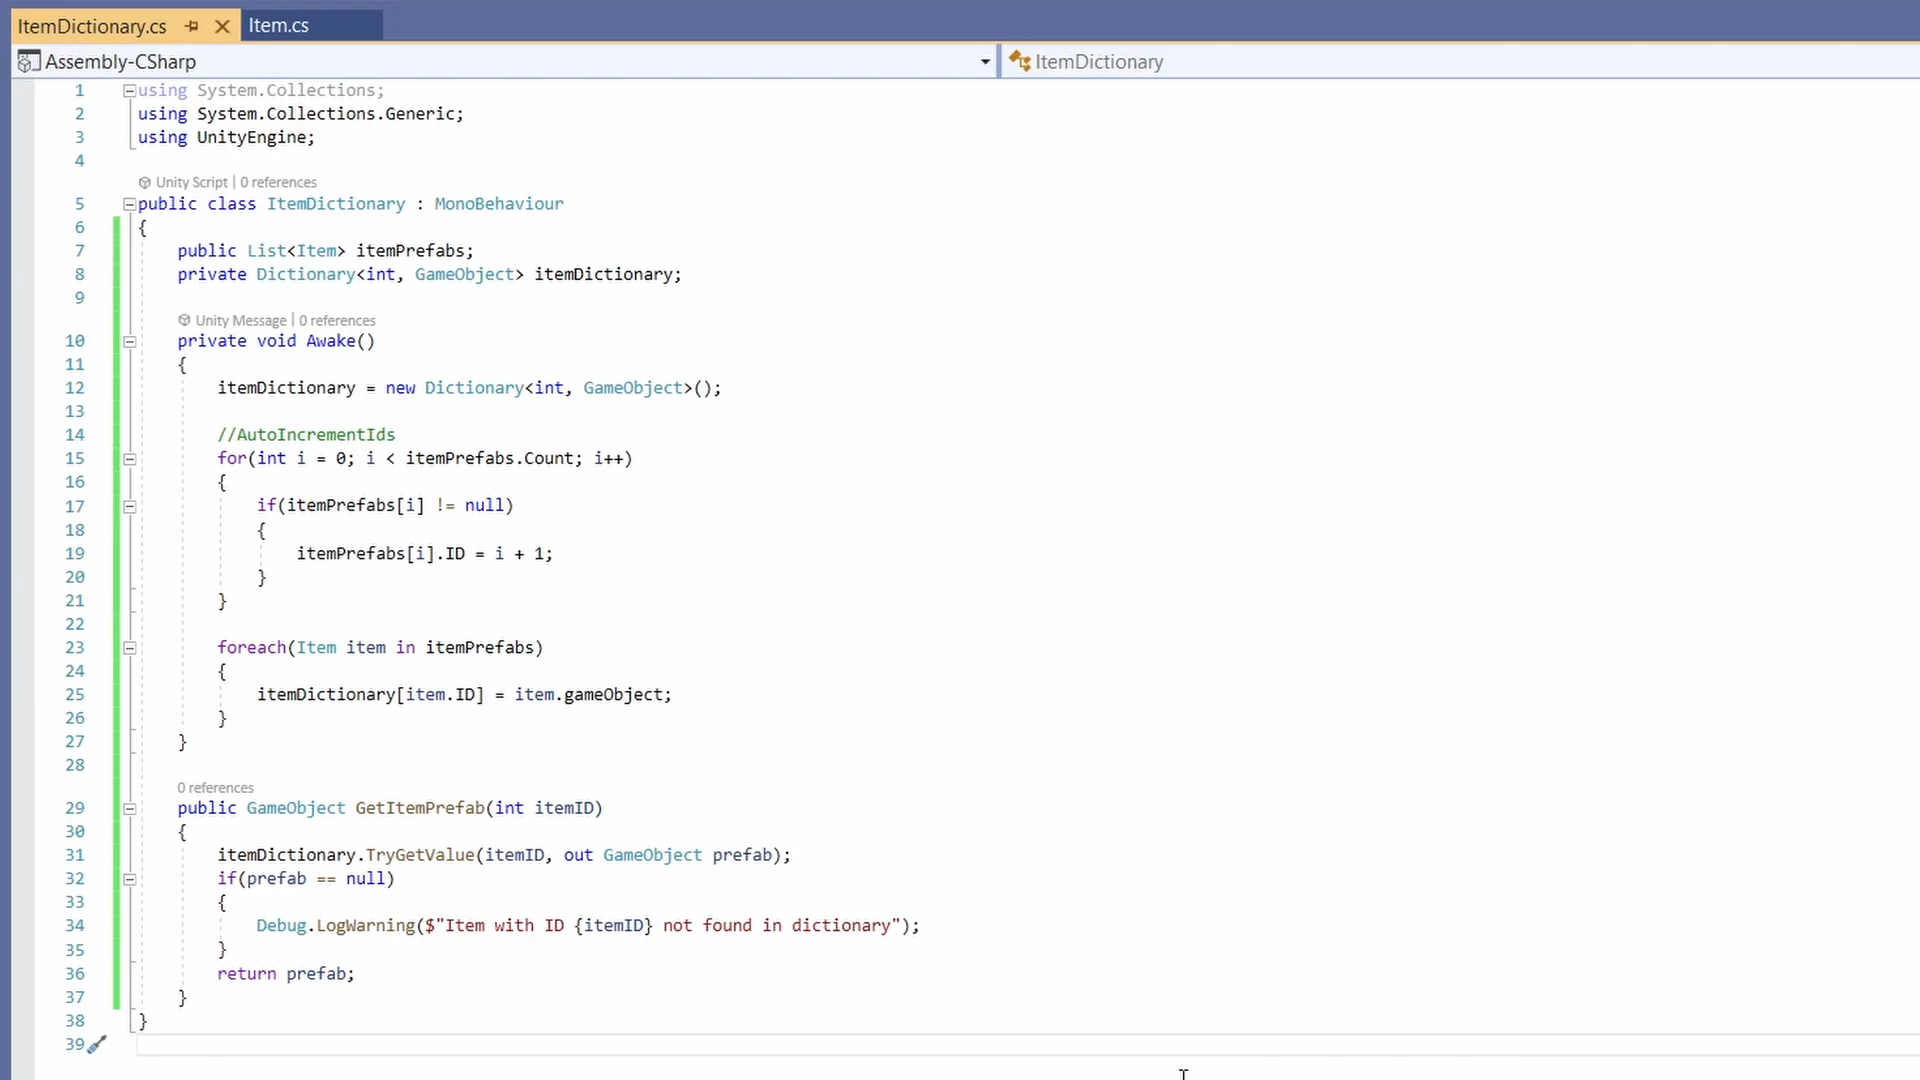 ItemDictionary.cs Item.cs
Assembly-CSharp ItemDictionary
1 using System.Collections;
2 using System.Collections.Generic;
3 using UnityEngine;
4
Unity Script | 0 references
5 public class ItemDictionary : MonoBehaviour
6 {
7 public List<Item> itemPrefabs;
8 private Dictionary<int, GameObject> itemDictionary;
9
Unity Message | 0 references
10 private void Awake()
11 {
12 itemDictionary = new Dictionary<int, GameObject>();
13
14 //AutoIncrementIds
15 for(int i = 0; i < itemPrefabs.Count; i++)
16 {
17 if(itemPrefabs[i] != null)
18 {
19 itemPrefabs[i].ID = i + 1;
20 }
21 }
22
23 foreach(Item item in itemPrefabs)
24 {
25 itemDictionary[item.ID] = item.gameObject;
26 }
27 }
28
0 references
29 public GameObject GetItemPrefab(int itemID)
30 {
31 itemDictionary.TryGetValue(itemID, out GameObject prefab);
32 if(prefab == null)
33 {
34 Debug.LogWarning($"Item with ID {itemID} not found in dictionary");
35 }
36 return prefab;
37 }
38 }
39